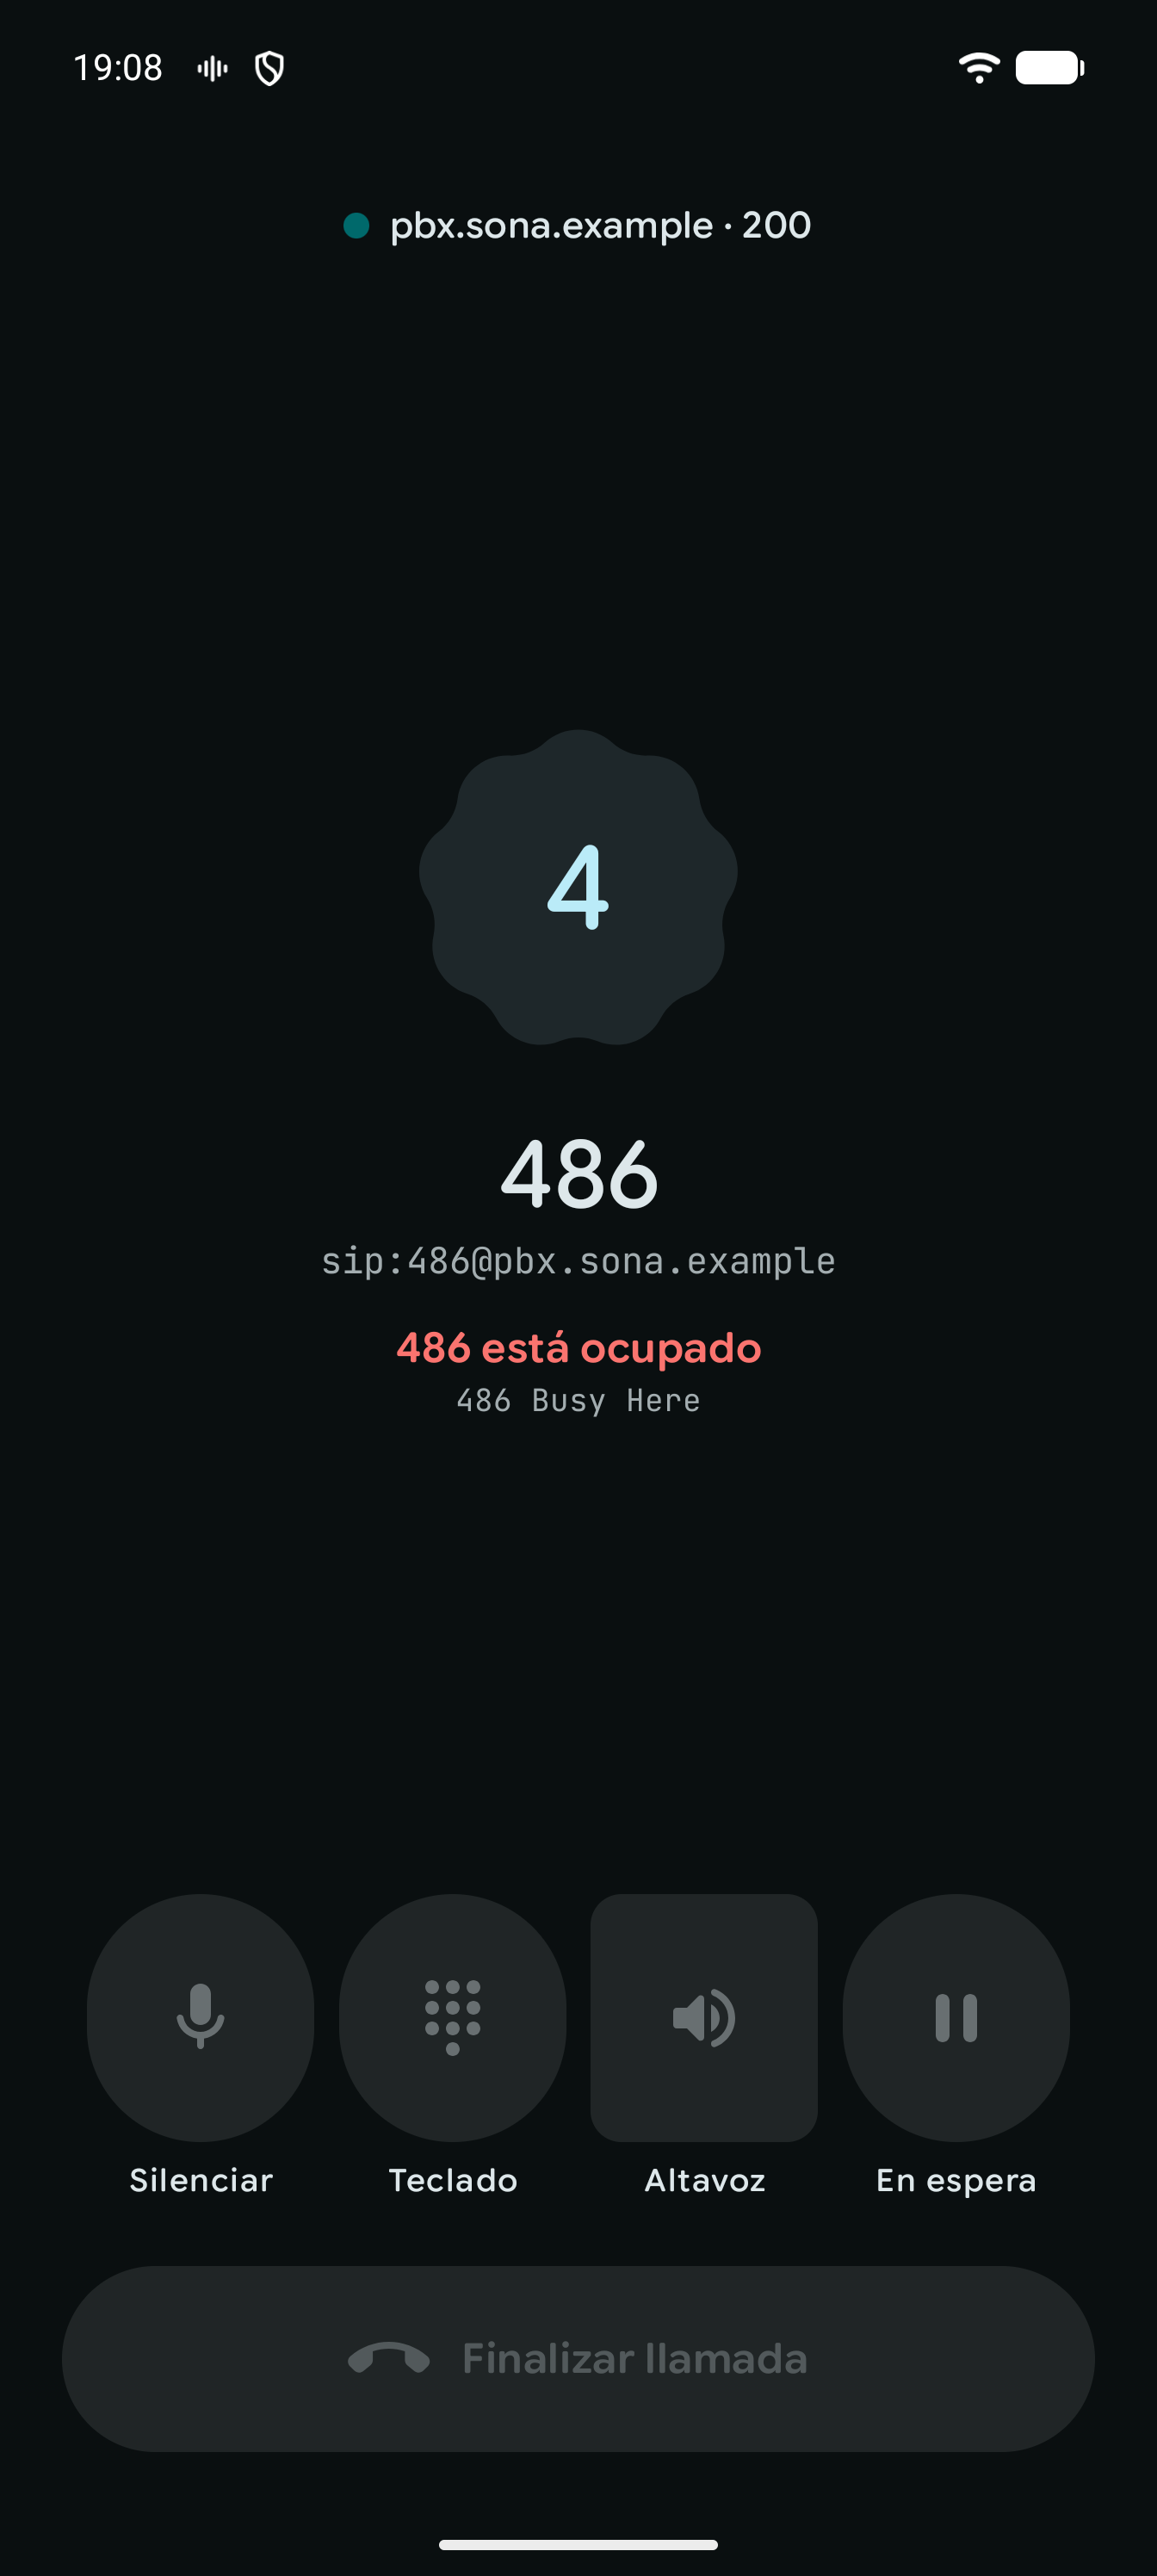 19:08
pbx.sona.example · 200
4
486
sip:486@pbx.sona.example
486 está ocupado
486 Busy Here
Silenciar
Teclado
Altavoz
En espera
Finalizar llamada